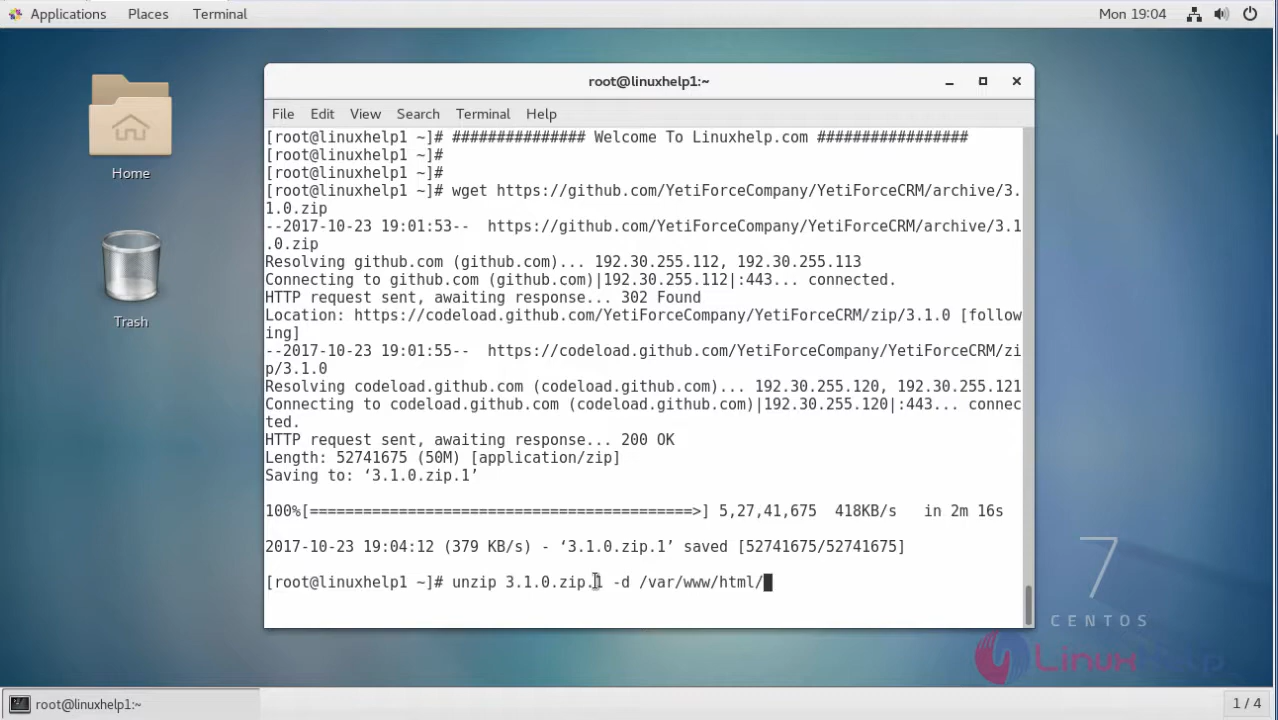 Applications Places Terminal Mon 19:04
root@linuxhelp1:~
File Edit View Search Terminal Help
[root@linuxhelp1 ~]# ############### Welcome To Linuxhelp.com #################
[root@linuxhelp1 ~]#
[root@linuxhelp1 ~]#
[root@linuxhelp1 ~]# wget https://github.com/YetiForceCompany/YetiForceCRM/archive/3.
1.0.zip
--2017-10-23 19:01:53--  https://github.com/YetiForceCompany/YetiForceCRM/archive/3.1
.0.zip
Resolving github.com (github.com)... 192.30.255.112, 192.30.255.113
Connecting to github.com (github.com)|192.30.255.112|:443... connected.
HTTP request sent, awaiting response... 302 Found
Location: https://codeload.github.com/YetiForceCompany/YetiForceCRM/zip/3.1.0 [follow
ing]
--2017-10-23 19:01:55--  https://codeload.github.com/YetiForceCompany/YetiForceCRM/zi
p/3.1.0
Resolving codeload.github.com (codeload.github.com)... 192.30.255.120, 192.30.255.121
Connecting to codeload.github.com (codeload.github.com)|192.30.255.120|:443... connec
ted.
HTTP request sent, awaiting response... 200 OK
Length: 52741675 (50M) [application/zip]
Saving to: ‘3.1.0.zip.1’
100%[===========================================>] 5,27,41,675  418KB/s   in 2m 16s
2017-10-23 19:04:12 (379 KB/s) - ‘3.1.0.zip.1’ saved [52741675/52741675]
[root@linuxhelp1 ~]# unzip 3.1.0.zip.1 -d /var/www/html/
Home
Trash
7
CENTOS
root@linuxhelp1:~
1 / 4